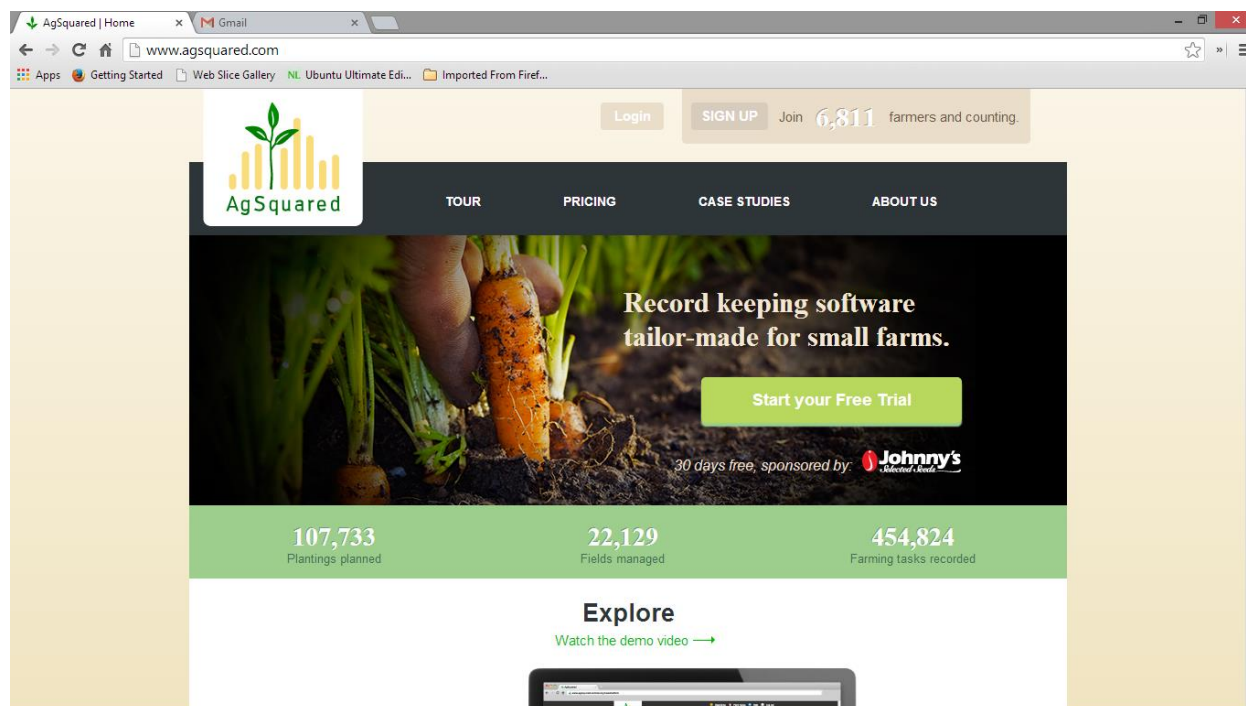 AgSquared | Home
Gmail
www.agsquared.com
Apps Getting Started Web Slice Gallery NL Ubuntu Ultimate Edi... Imported From Firef...
Login
SIGN UP Join 6,811 farmers and counting.
AgSquared
TOUR PRICING CASE STUDIES ABOUT US
Record keeping software
tailor-made for small farms.
Start your Free Trial
30 days free, sponsored by: Johnny's
Selected Seeds
107,733 22,129 454,824
Plantings planned Fields managed Farming tasks recorded
Explore
Watch the demo video